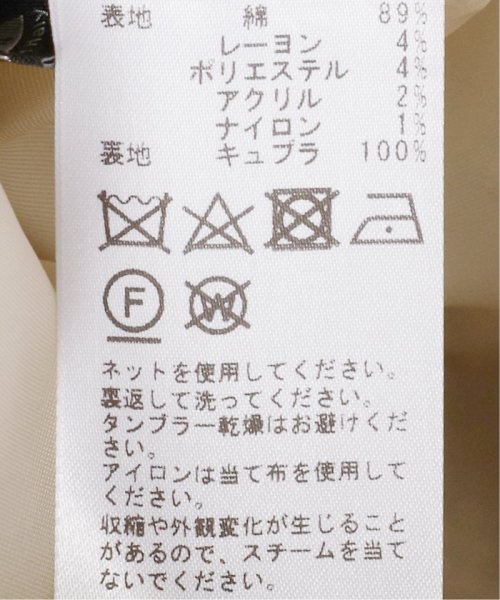 表地 綿 89%
レーヨン 4%
ポリエステル 4%
アクリル 2%
ナイロン 1%
裏地 キュプラ 100%
F W
ネットを使用してください。
裏返して洗ってください。
タンブラー乾燥はお避けくだ
さい。
アイロンは当て布を使用して
ください。
収縮や外観変化が生じること
があるので、スチームを当て
ないでください。